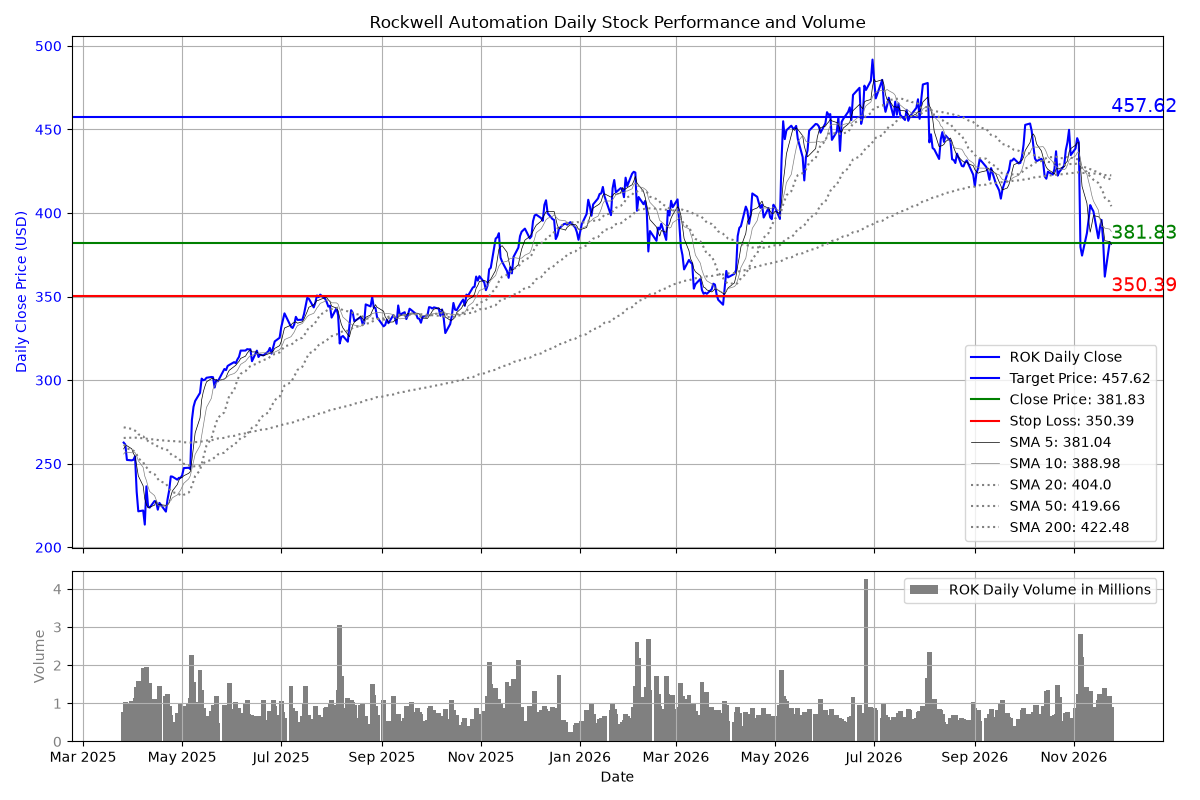 Rockwell Automation Daily Stock Performance and Volume
500
450
400
350
300
250
200
Daily Close Price (USD)
457.62
381.83
350.39
ROK Daily Close
Target Price: 457.62
Close Price: 381.83
Stop Loss: 350.39
SMA 5: 381.04
SMA 10: 388.98
SMA 20: 404.0
SMA 50: 419.66
SMA 200: 422.48
4
3
2
1
0
Volume
ROK Daily Volume in Millions
Mar 2025 May 2025 Jul 2025 Sep 2025 Nov 2025 Jan 2026 Mar 2026 May 2026 Jul 2026 Sep 2026 Nov 2026
Date